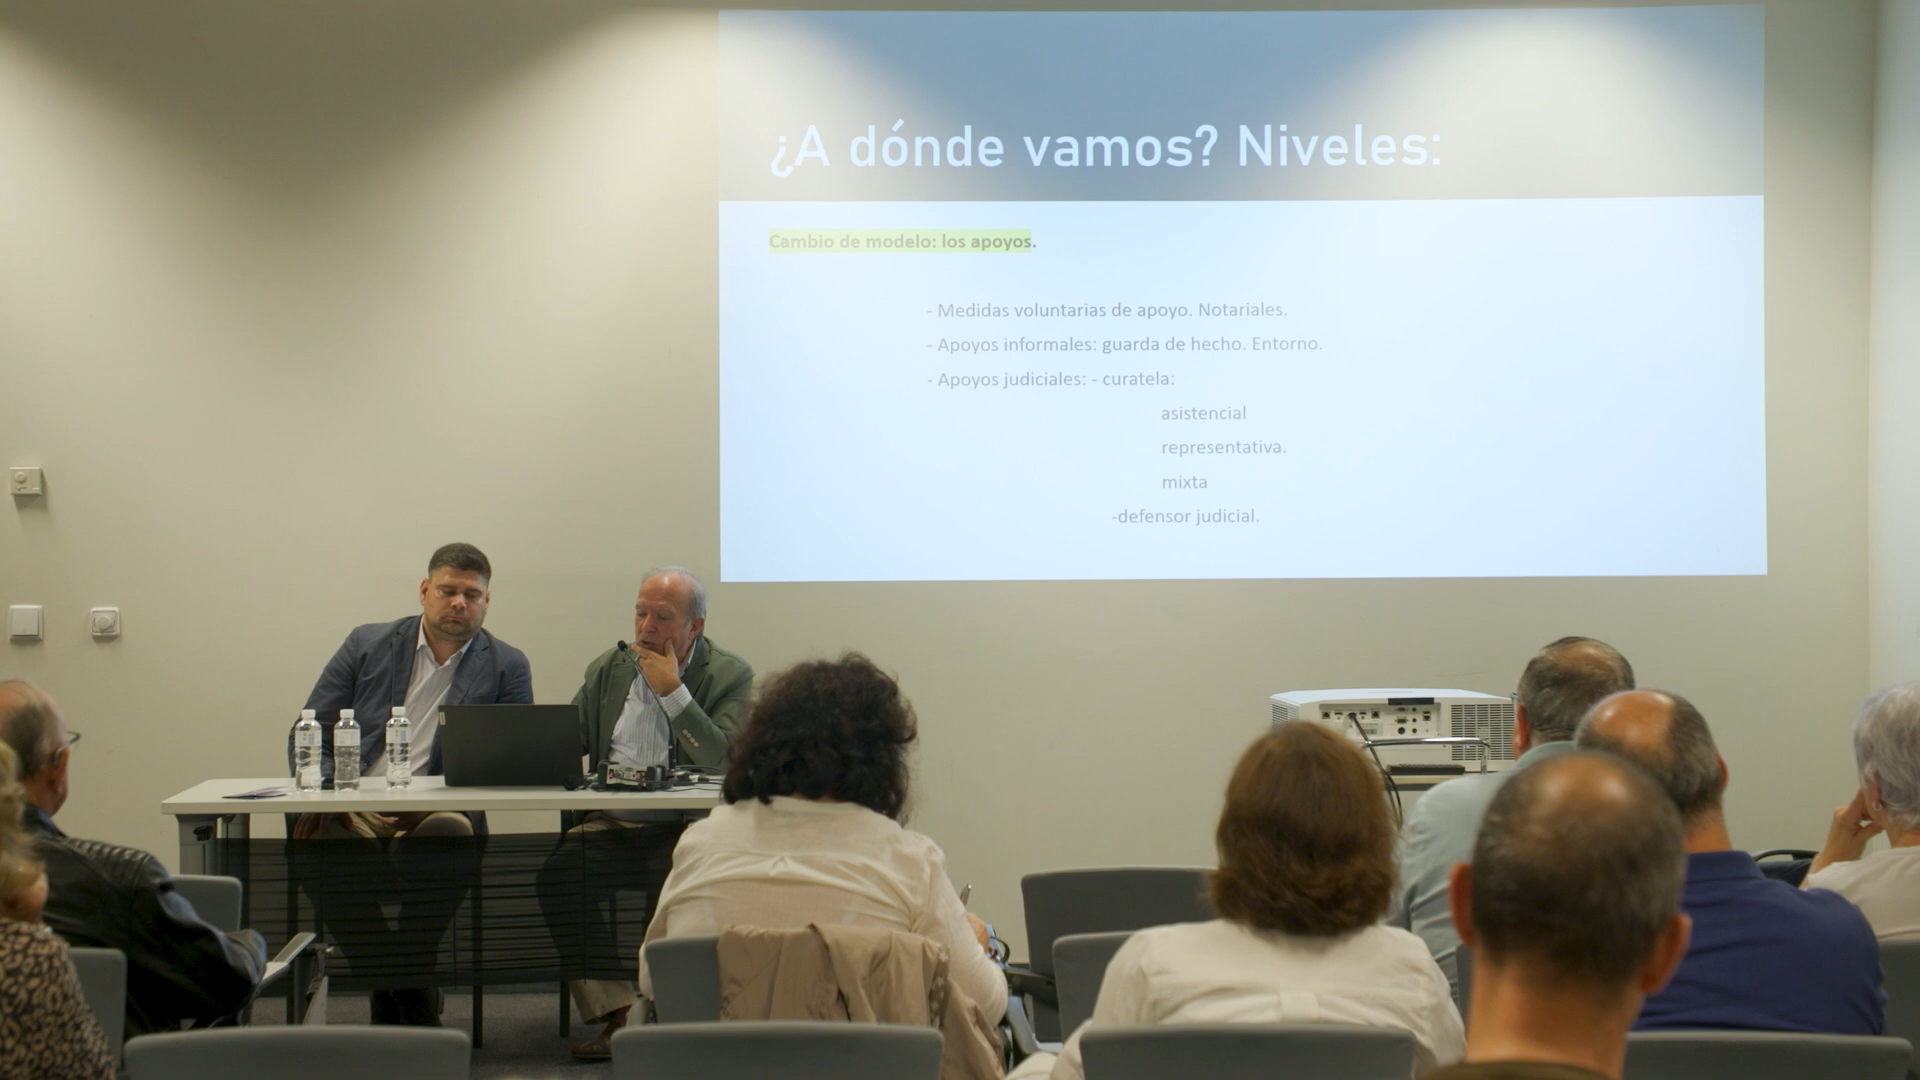 ¿A dónde vamos? Niveles:
Cambio de modelo: los apoyos.
- Medidas voluntarias de apoyo. Notariales.
- Apoyos informales: guarda de hecho. Entorno.
- Apoyos judiciales: - curatela:
asistencial
representativa.
mixta
-defensor judicial.